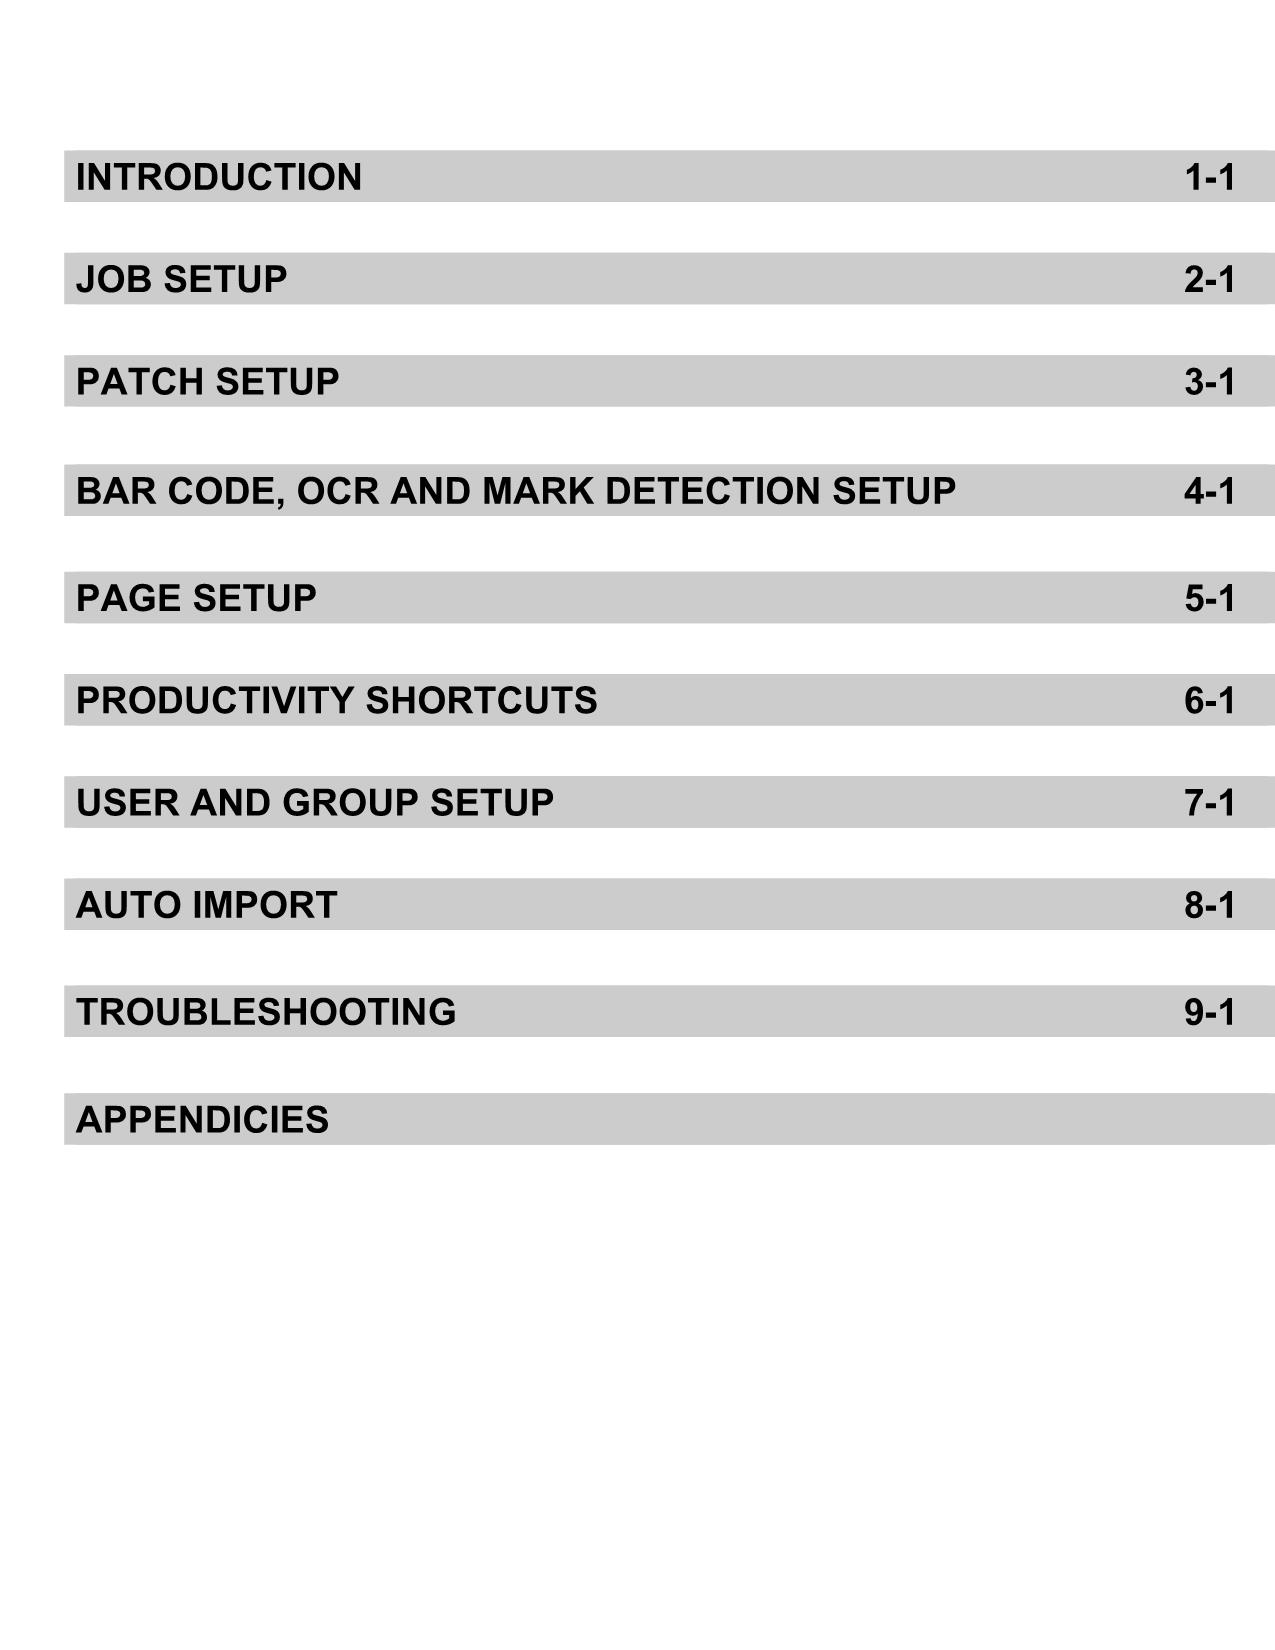 INTRODUCTION 1-1
JOB SETUP 2-1
PATCH SETUP 3-1
BAR CODE, OCR AND MARK DETECTION SETUP 4-1
PAGE SETUP 5-1
PRODUCTIVITY SHORTCUTS 6-1
USER AND GROUP SETUP 7-1
AUTO IMPORT 8-1
TROUBLESHOOTING 9-1
APPENDICIES